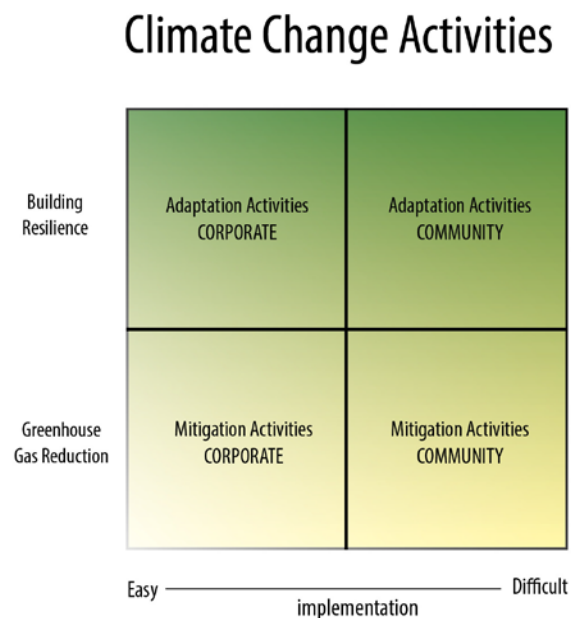 Climate Change Activities
Building
Resilience
Adaptation Activities
CORPORATE
Adaptation Activities
COMMUNITY
Greenhouse
Gas Reduction
Mitigation Activities
CORPORATE
Mitigation Activities
COMMUNITY
Easy
Difficult
implementation